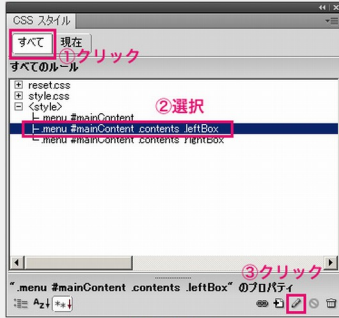 CSS スタイル
すべて 現在
①クリック
すべてのルール
reset.css
style.css
<style>
②選択
.menu #mainContent
.menu #mainContent .contents .leftBox
.menu #mainContent .contents .rightBox
③クリック
".menu #mainContent .contents .leftBox" のプロパティ